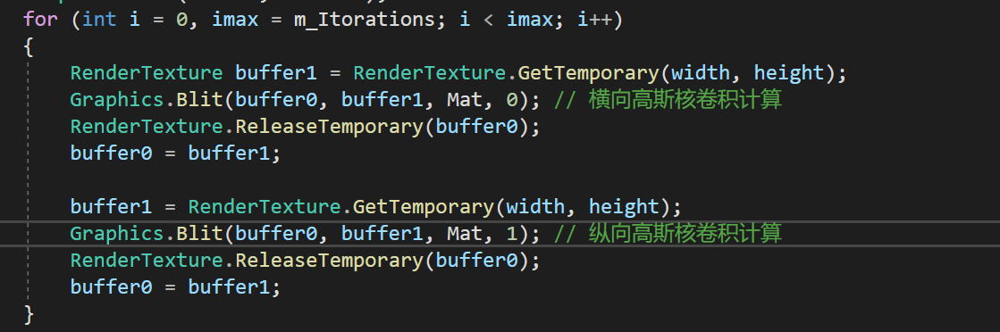 for (int i = 0, imax = m_Itorations; i < imax; i++)
{
RenderTexture buffer1 = RenderTexture.GetTemporary(width, height);
Graphics.Blit(buffer0, buffer1, Mat, 0); // 横向高斯核卷积计算
RenderTexture.ReleaseTemporary(buffer0);
buffer0 = buffer1;
buffer1 = RenderTexture.GetTemporary(width, height);
Graphics.Blit(buffer0, buffer1, Mat, 1); // 纵向高斯核卷积计算
RenderTexture.ReleaseTemporary(buffer0);
buffer0 = buffer1;
}